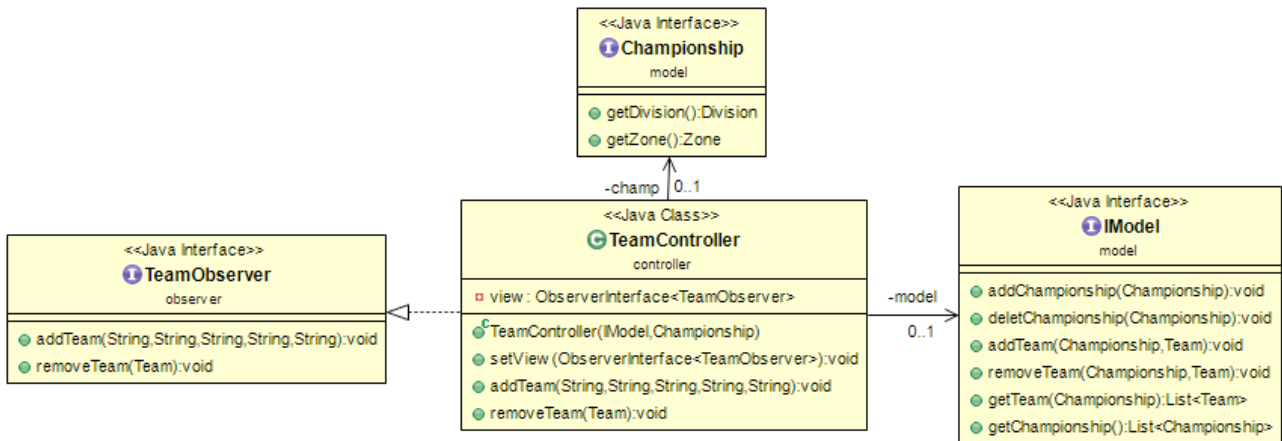 <<Java Interface>>
Championship
model
getDivision():Division
getZone():Zone
-champ 0..1
<<Java Class>>
TeamController
controller
view : ObserverInterface<TeamObserver>
TeamController(IModel,Championship)
setView(ObserverInterface<TeamObserver>):void
addTeam(String,String,String,String,String):void
removeTeam(Team):void
<<Java Interface>>
TeamObserver
observer
addTeam(String,String,String,String,String):void
removeTeam(Team):void
-model
0..1
<<Java Interface>>
IModel
model
addChampionship(Championship):void
deletChampionship(Championship):void
addTeam(Championship,Team):void
removeTeam(Championship,Team):void
getTeam(Championship):List<Team>
getChampionship():List<Championship>